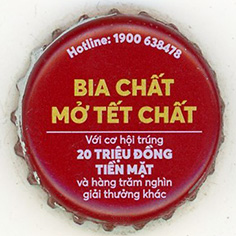 Hotline: 1900 638478
BIA CHẤT
MỞ TẾT CHẤT
Với cơ hội trúng
20 TRIỆU ĐỒNG
TIỀN MẶT
và hàng trăm nghìn
giải thưởng khác